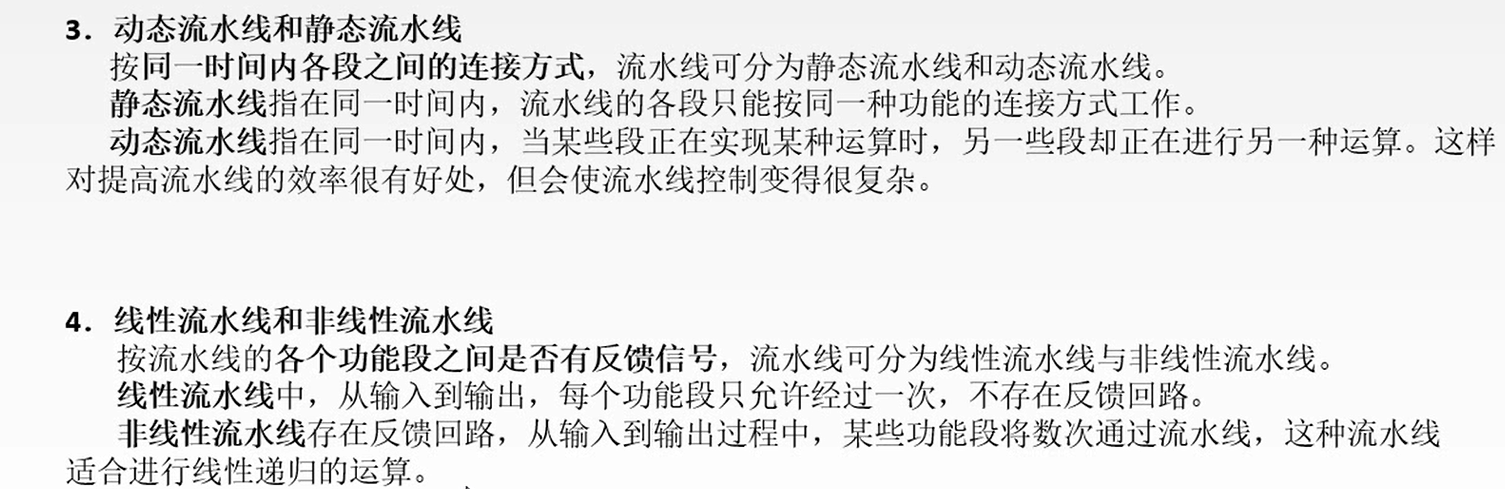 3. 动态流水线和静态流水线
按同一时间内各段之间的连接方式，流水线可分为静态流水线和动态流水线。
静态流水线指在同一时间内，流水线的各段只能按同一种功能的连接方式工作。
动态流水线指在同一时间内，当某些段正在实现某种运算时，另一些段却正在进行另一种运算。这样
对提高流水线的效率很有好处，但会使流水线控制变得很复杂。
4. 线性流水线和非线性流水线
按流水线的各个功能段之间是否有反馈信号，流水线可分为线性流水线与非线性流水线。
线性流水线中，从输入到输出，每个功能段只允许经过一次，不存在反馈回路。
非线性流水线存在反馈回路，从输入到输出过程中，某些功能段将数次通过流水线，这种流水线
适合进行线性递归的运算。